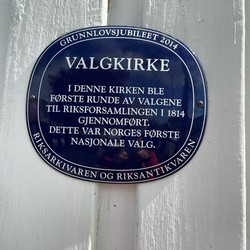 GRUNNLOVSJUBILEET 2014
VALGKIRKE
I DENNE KIRKEN BLE
FØRSTE RUNDE AV VALGENE
TIL RIKSFORSAMLINGEN I 1814
GJENNOMFØRT.
DETTE VAR NORGES FØRSTE
NASJONALE VALG.
RIKSARKIVAREN OG RIKSANTIKVAREN